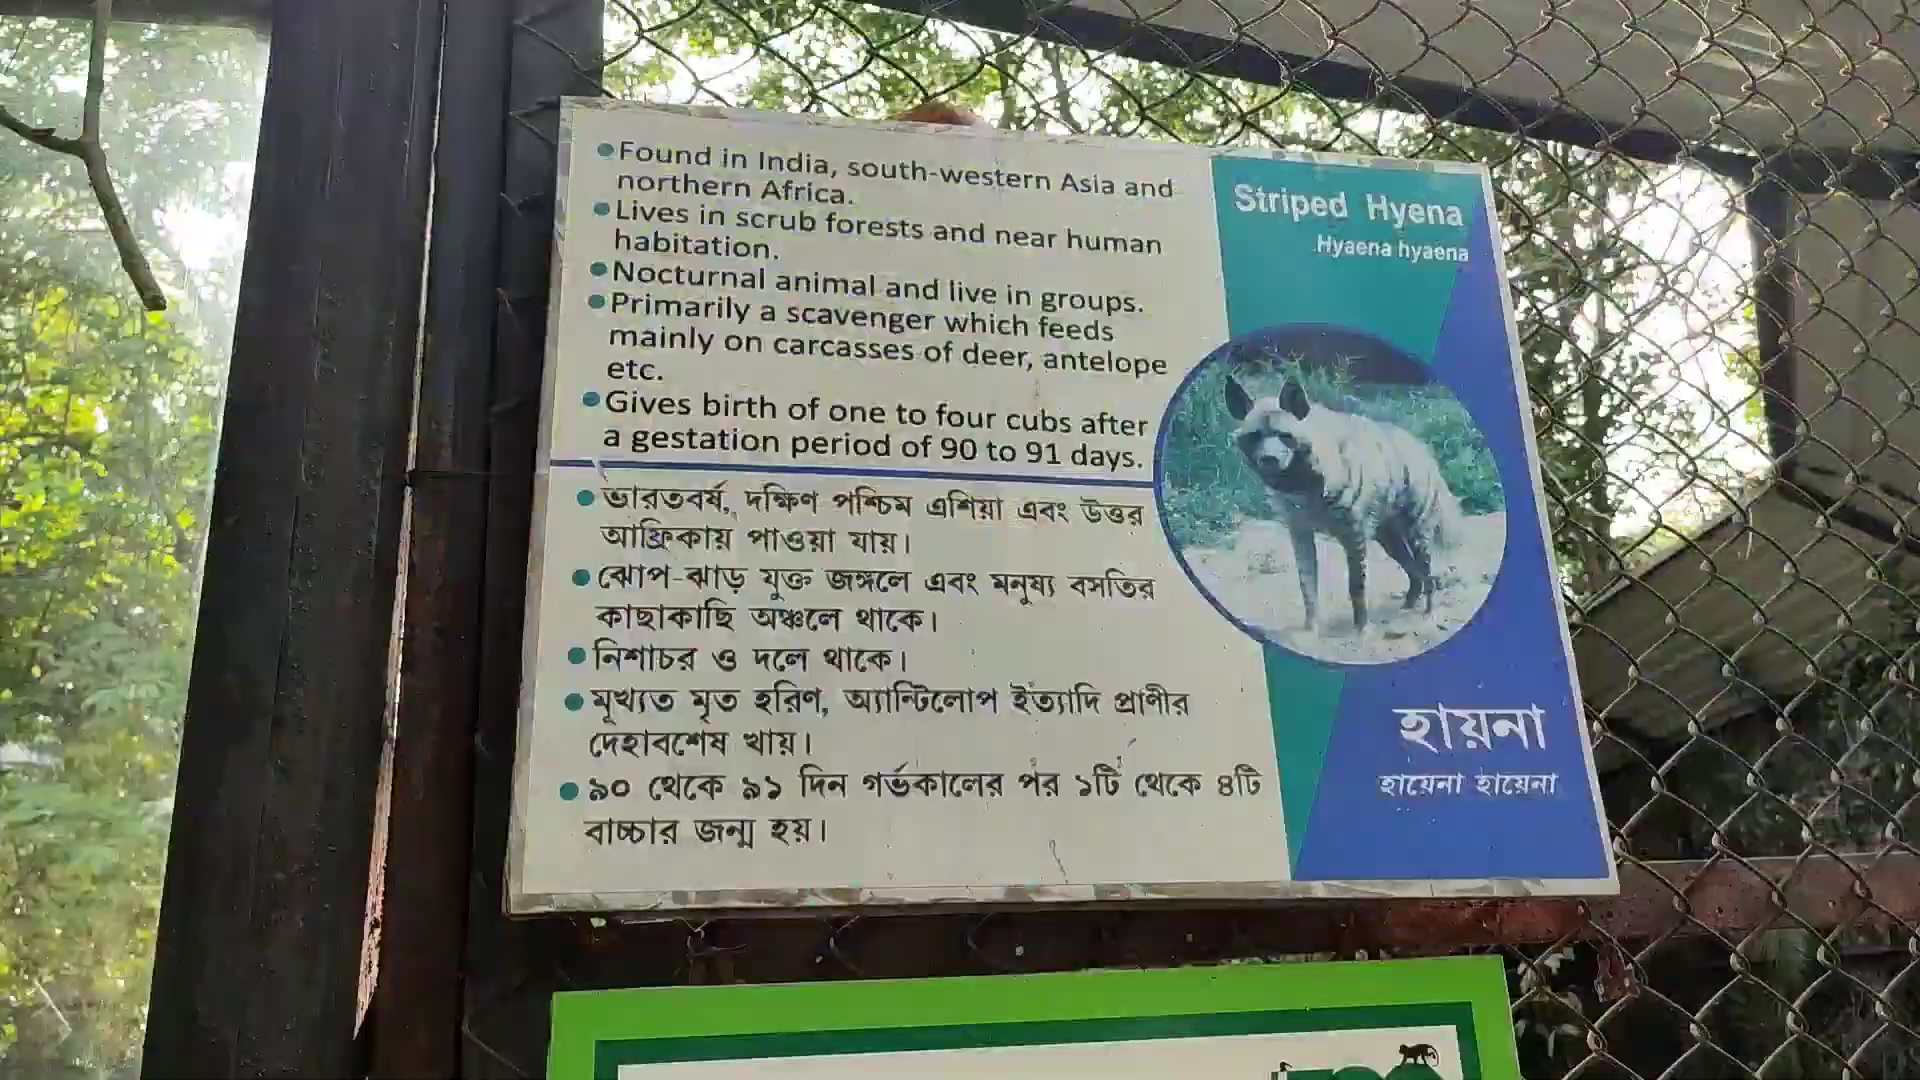 Found in India, south-western Asia and
northern Africa.
Lives in scrub forests and near human
habitation.
Nocturnal animal and live in groups.
Primarily a scavenger which feeds
mainly on carcasses of deer, antelope
etc.
Gives birth of one to four cubs after
a gestation period of 90 to 91 days.
ভারতবর্ষ, দক্ষিণ পশ্চিম এশিয়া এবং উত্তর
আফ্রিকায় পাওয়া যায়।
ঝোপ-ঝাড় যুক্ত জঙ্গলে এবং মনুষ্য বসতির
কাছাকাছি অঞ্চলে থাকে।
নিশাচর ও দলে থাকে।
মূখ্যত মৃত হরিণ, অ্যান্টিলোপ ইত্যাদি প্রাণীর
দেহাবশেষ খায়।
৯০ থেকে ৯১ দিন গর্ভকালের পর ১টি থেকে ৪টি
বাচ্চার জন্ম হয়।
Striped Hyena
Hyaena hyaena
হায়না
হায়েনা হায়েনা